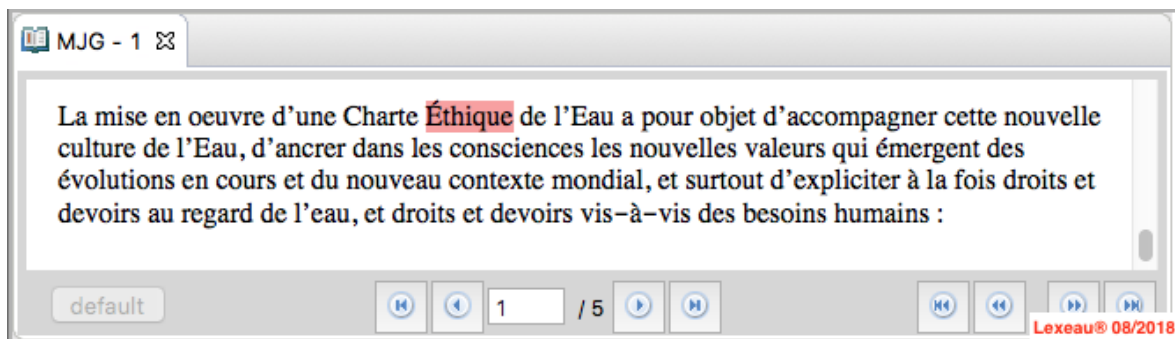 MJG - 1
La mise en oeuvre d'une Charte Éthique de l'Eau a pour objet d'accompagner cette nouvelle
culture de l'Eau, d'ancrer dans les consciences les nouvelles valeurs qui émergent des
évolutions en cours et du nouveau contexte mondial, et surtout d'expliciter à la fois droits et
devoirs au regard de l'eau, et droits et devoirs vis-à-vis des besoins humains :
default
1 / 5
Lexeau® 08/2018